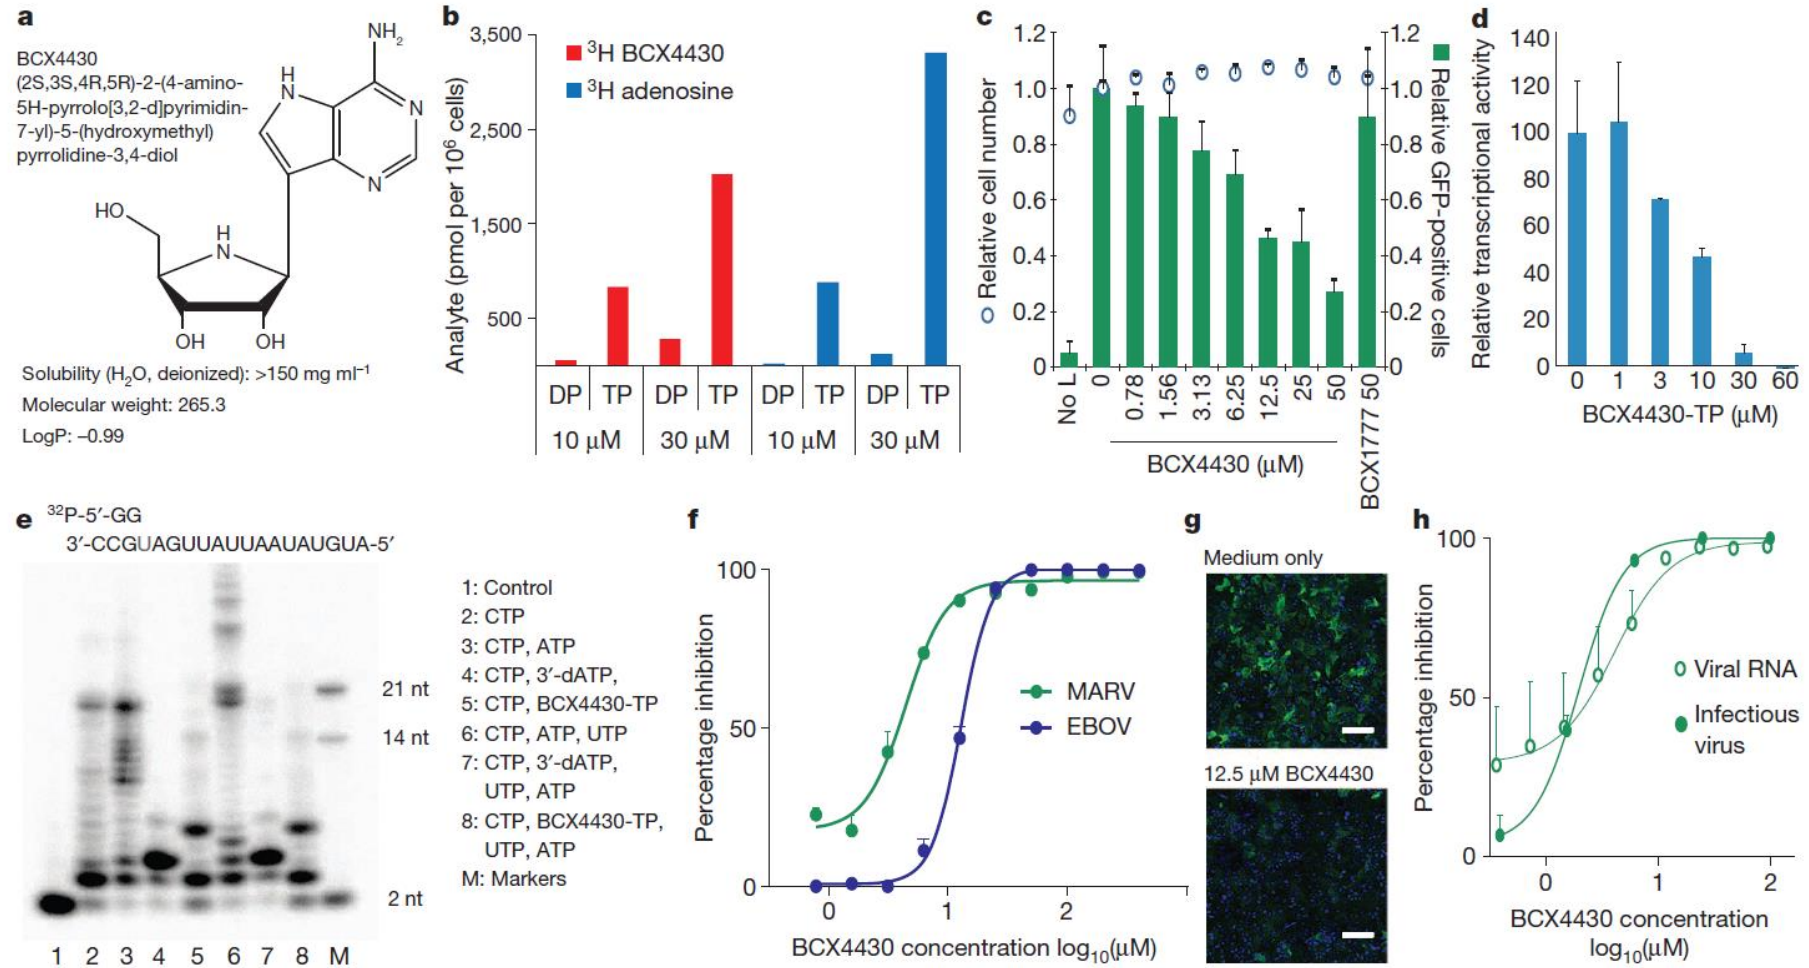 a
BCX4430
(2S,3S,4R,5R)-2-(4-amino-
5H-pyrrolo[3,2-d]pyrimidin-
7-yl)-5-(hydroxymethyl)
pyrrolidine-3,4-diol
NH₂
H
N
N
N
HO
H
N
OH OH
Solubility (H₂O, deionized): >150 mg ml⁻¹
Molecular weight: 265.3
LogP: –0.99
b
Analyte (pmol per 10⁶ cells)
3,500
2,500
1,500
500
³H BCX4430
³H adenosine
DP TP DP TP DP TP DP TP
10 μM 30 μM 10 μM 30 μM
c
Relative cell number
1.2
1.0
0.8
0.6
0.4
0.2
0
1.2
1.0
0.8
0.6
0.4
0.2
0
Relative GFP-positive cells
No L 0 0.78 1.56 3.13 6.25 12.5 25 50 BCX1777 50
BCX4430 (μM)
d
Relative transcriptional activity
140
120
100
80
60
40
20
0
0 1 3 10 30 60
BCX4430-TP (μM)
e
³²P-5′-GG
3′-CCGUAGUUAUUAAUAUGUA-5′
21 nt
14 nt
2 nt
1 2 3 4 5 6 7 8 M
1: Control
2: CTP
3: CTP, ATP
4: CTP, 3′-dATP,
5: CTP, BCX4430-TP
6: CTP, ATP, UTP
7: CTP, 3′-dATP,
UTP, ATP
8: CTP, BCX4430-TP,
UTP, ATP
M: Markers
f
Percentage inhibition
100
50
0
MARV
EBOV
0 1 2
BCX4430 concentration log₁₀(μM)
g
Medium only
12.5 μM BCX4430
h
Percentage inhibition
100
50
0
Viral RNA
Infectious
virus
0 1 2
BCX4430 concentration
log₁₀(μM)